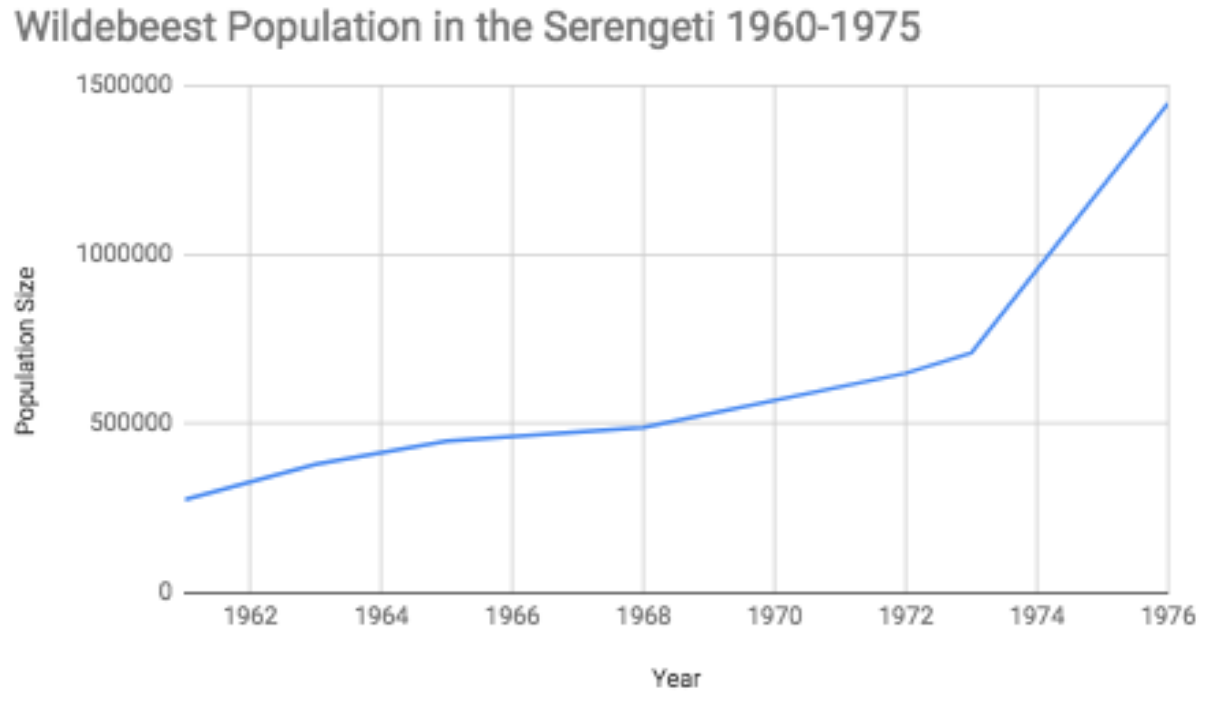 Wildebeest Population in the Serengeti 1960-1975
1500000
1000000
500000
0
Population Size
1962 1964 1966 1968 1970 1972 1974 1976
Year